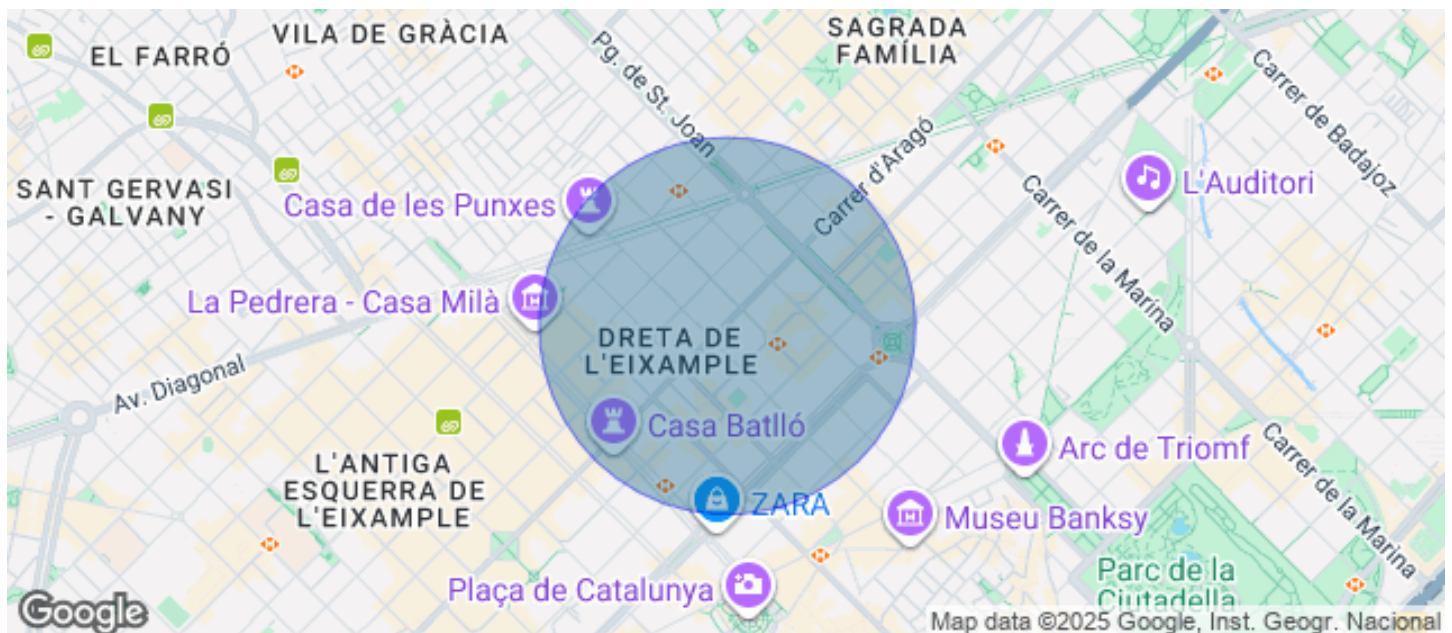 EL FARRÓ
VILA DE GRÀCIA
Pg. de St. Joan
SAGRADA
FAMÍLIA
Carrer de Badajoz
SANT GERVASI
- GALVANY
Casa de les Punxes
Carrer d'Aragó
L'Auditori
Carrer de la Marina
La Pedrera - Casa Milà
DRETA DE
L'EIXAMPLE
Av. Diagonal
Casa Batlló
Arc de Triomf
Carrer de la Marina
L'ANTIGA
ESQUERRA DE
L'EIXAMPLE
ZARA
Museu Banksy
Plaça de Catalunya
Parc de la
Ciutadella
Google
Map data ©2025 Google, Inst. Geogr. Nacional